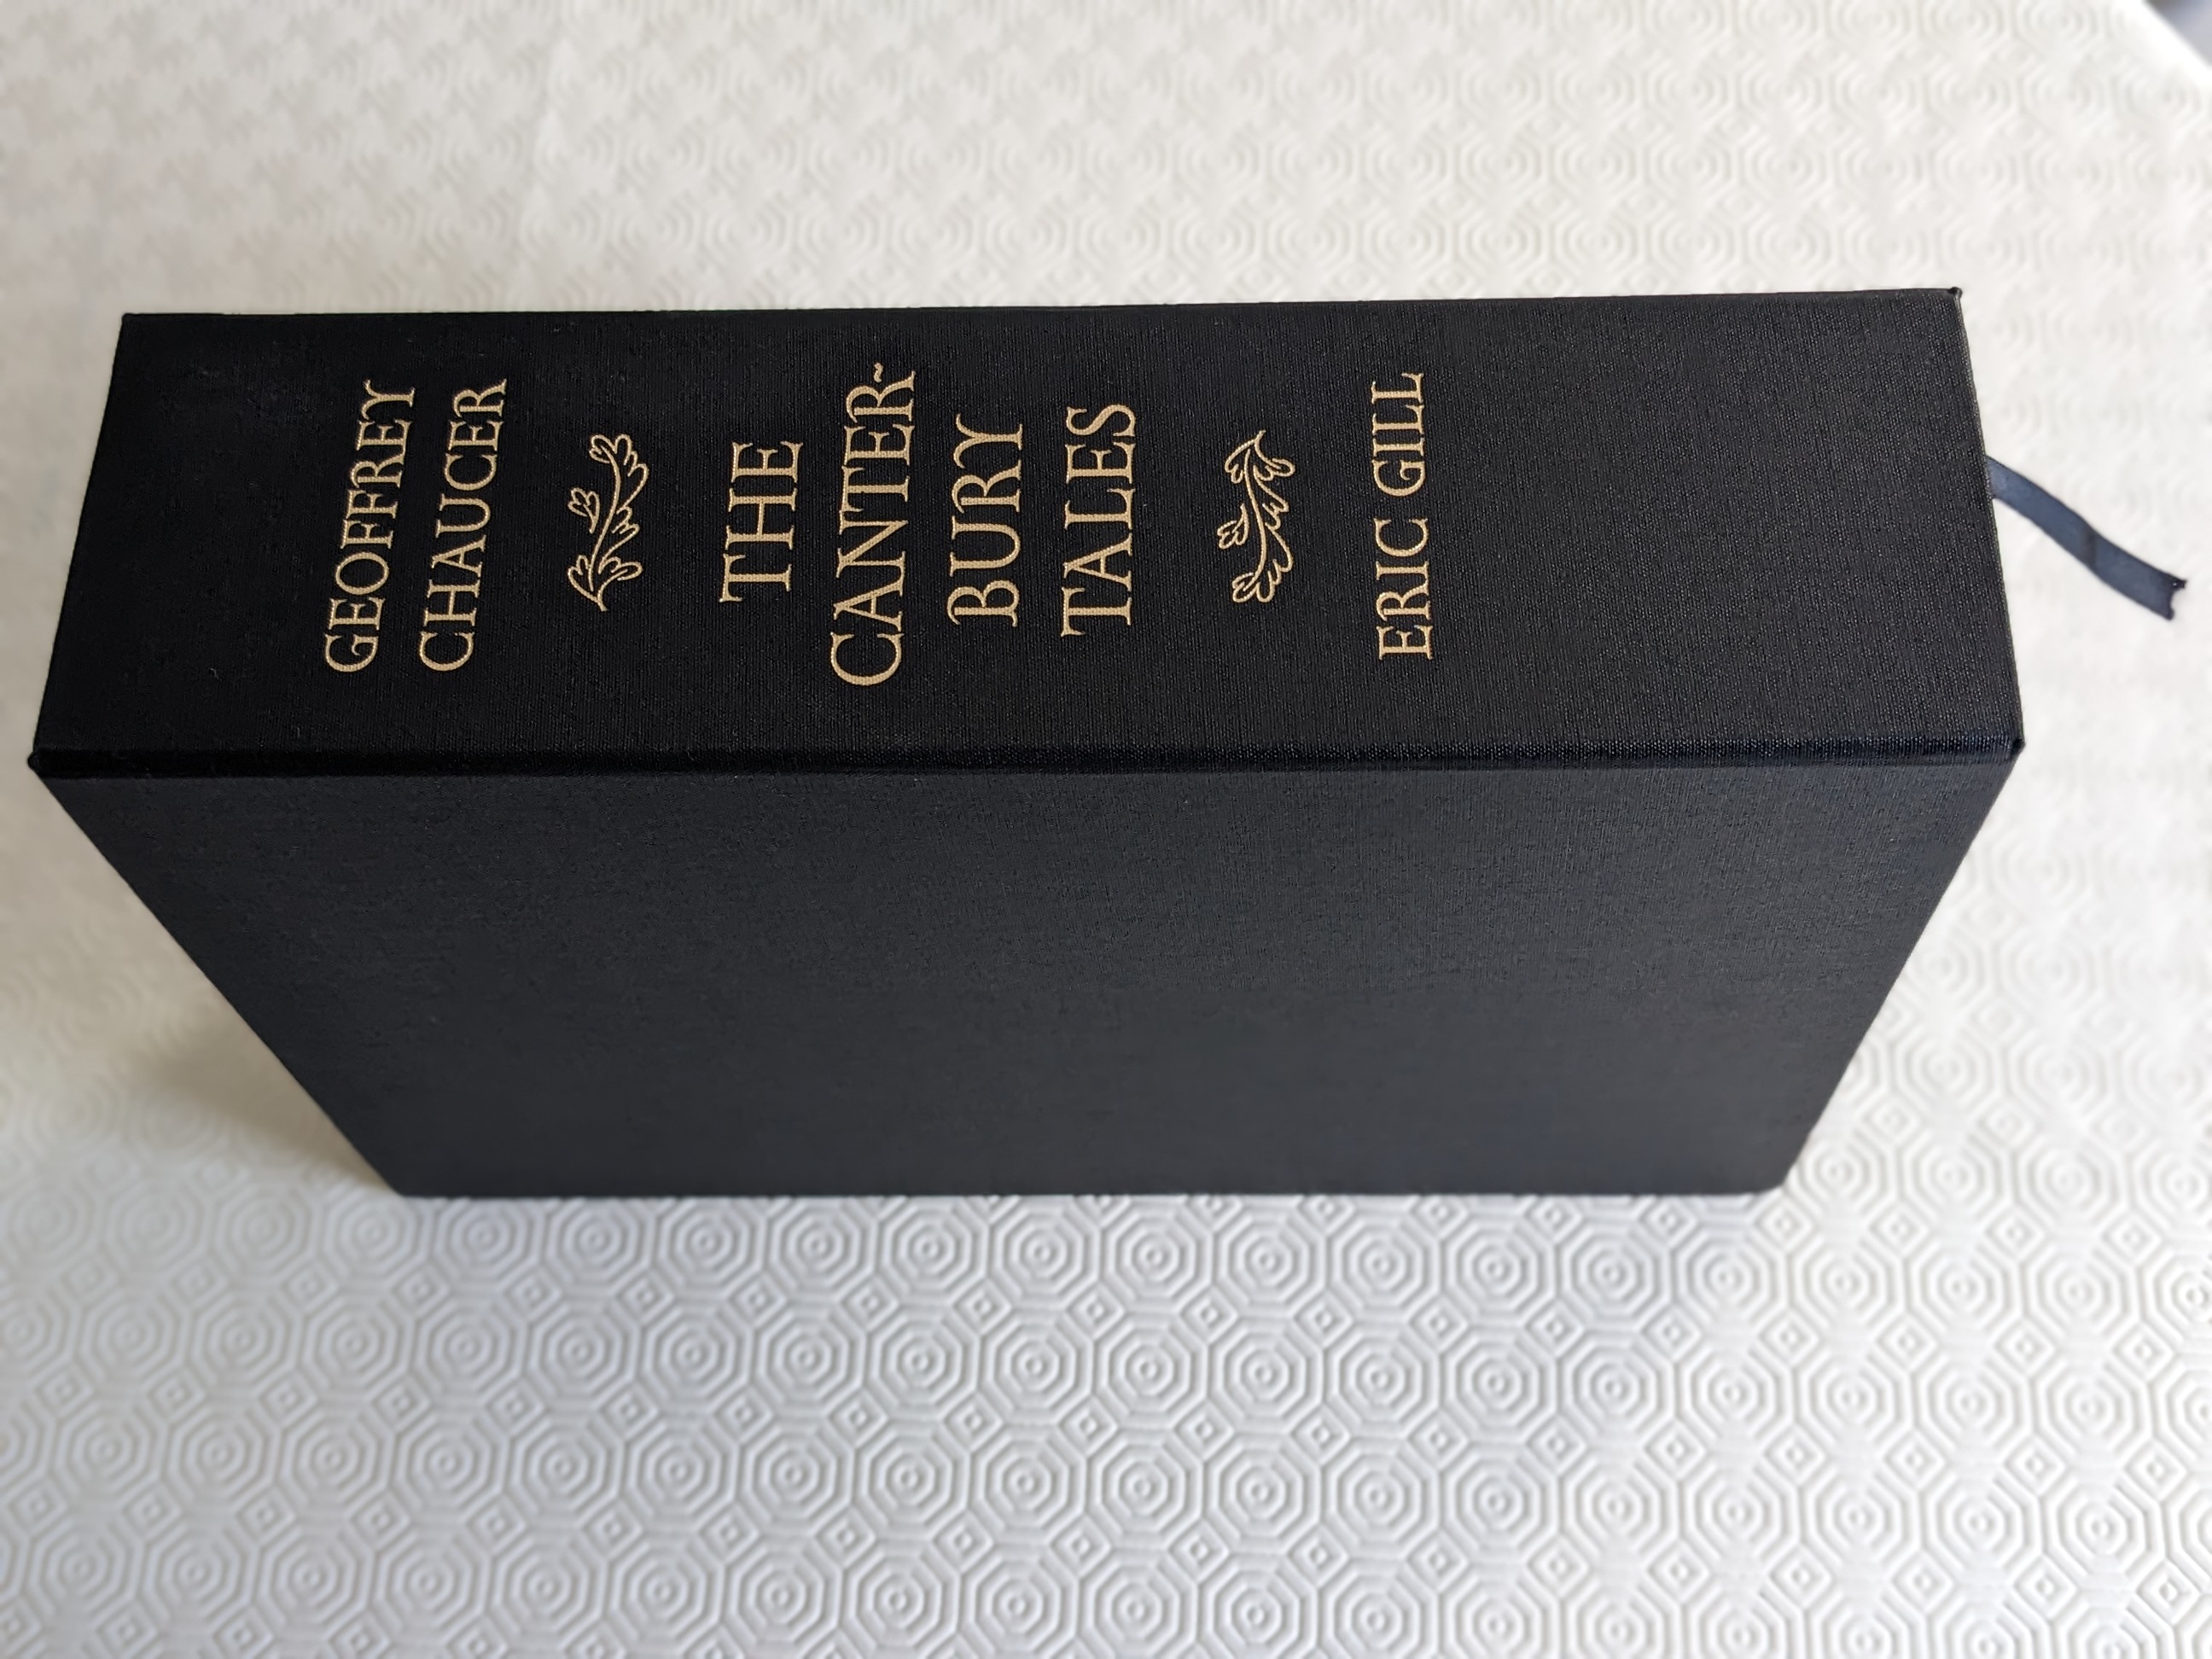 GEOFFREY
CHAUCER
THE
CANTER~
BURY
TALES
ERIC GILL